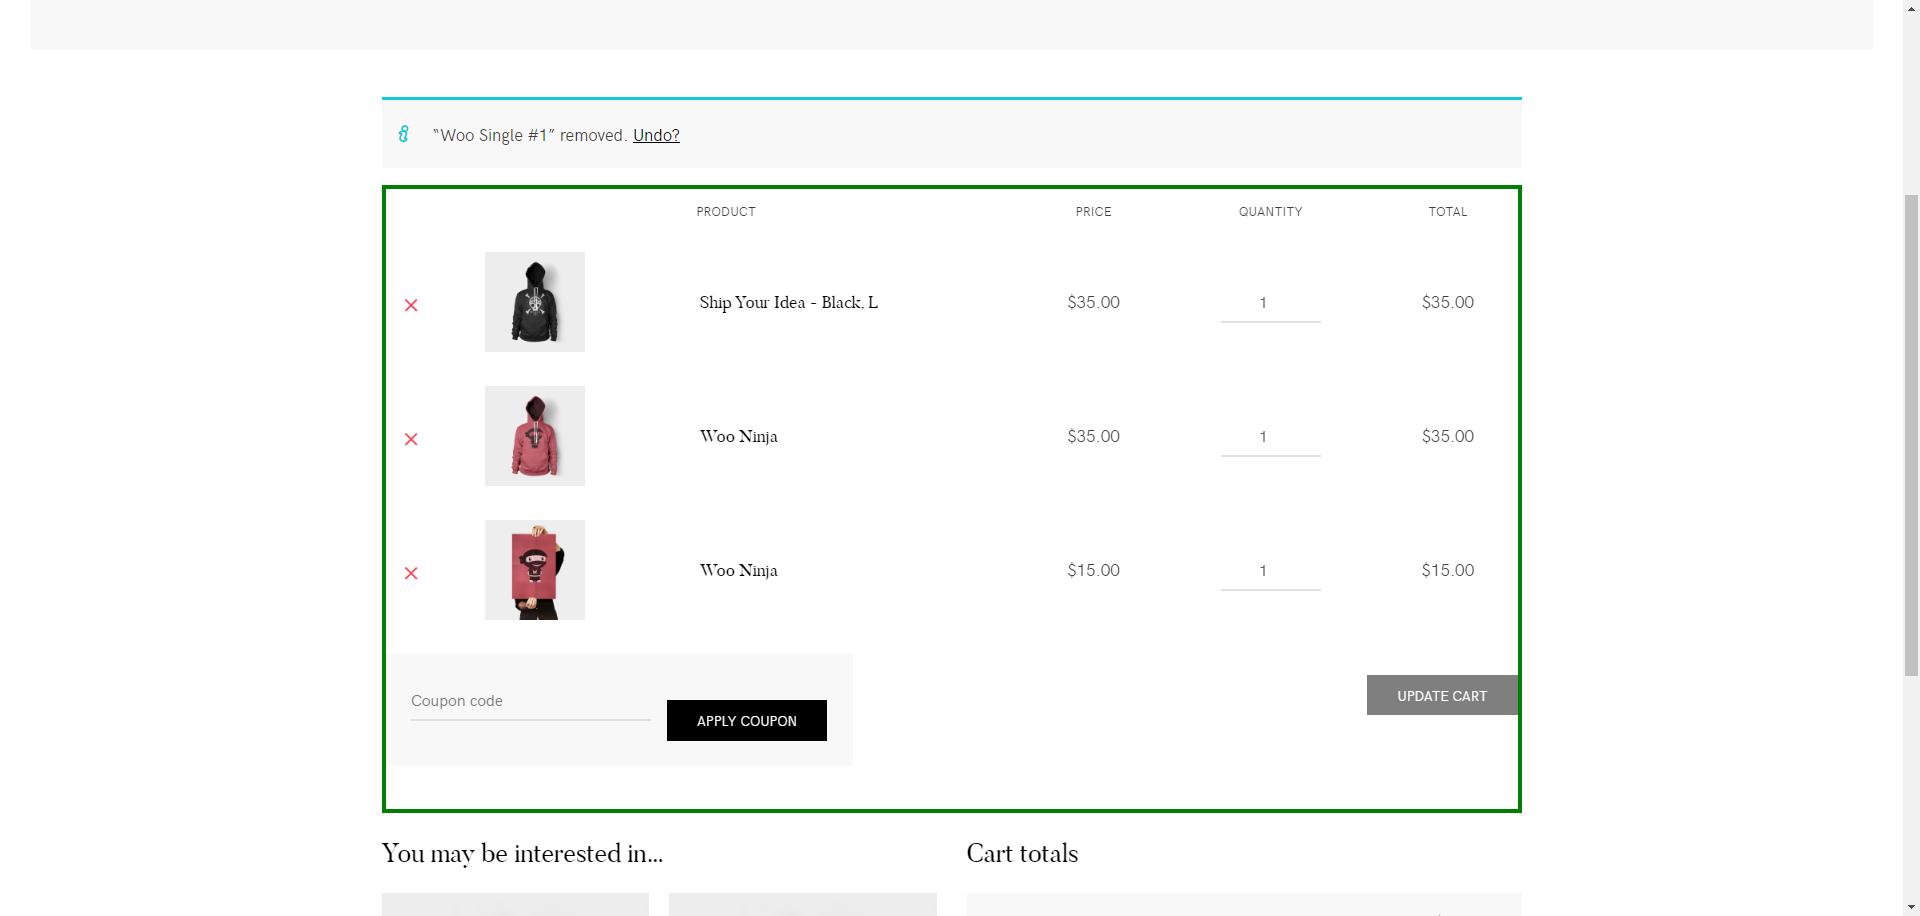 “Woo Single #1” removed. Undo?
PRODUCT PRICE QUANTITY TOTAL
Ship Your Idea - Black, L $35.00 1 $35.00
Woo Ninja $35.00 1 $35.00
Woo Ninja $15.00 1 $15.00
Coupon code APPLY COUPON UPDATE CART
You may be interested in... Cart totals